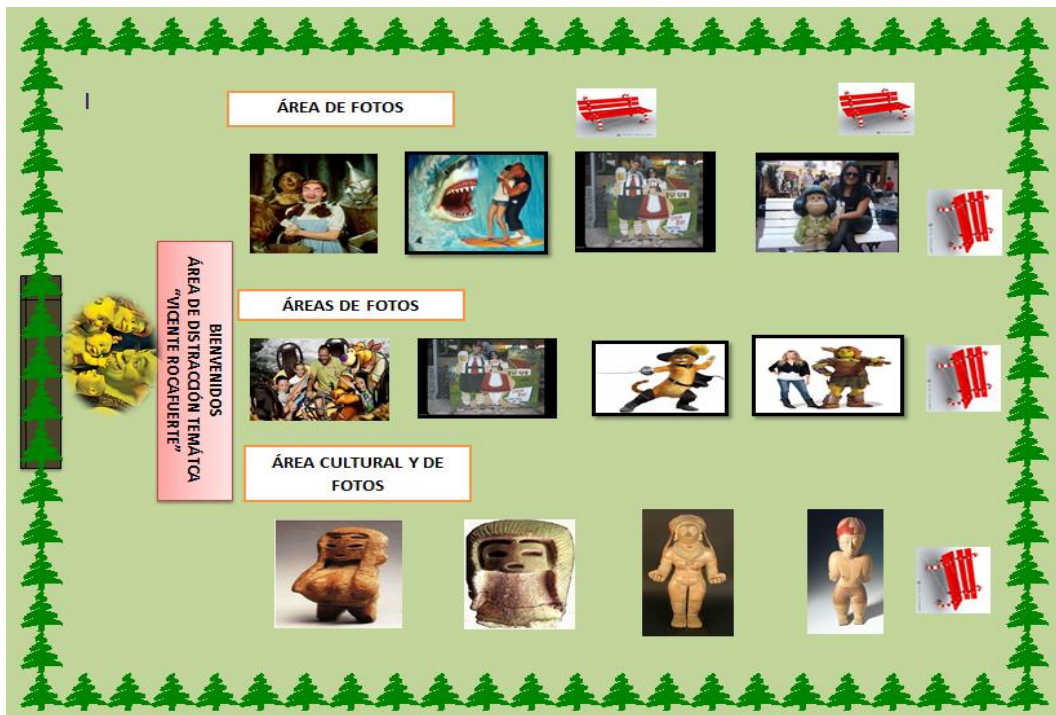 ÁREA DE FOTOS
BIENVENIDOS
ÁREA DE DISTRACCIÓN TEMÁTCA
“VICENTE ROCAFUERTE”
ÁREAS DE FOTOS
ÁREA CULTURAL Y DE
FOTOS